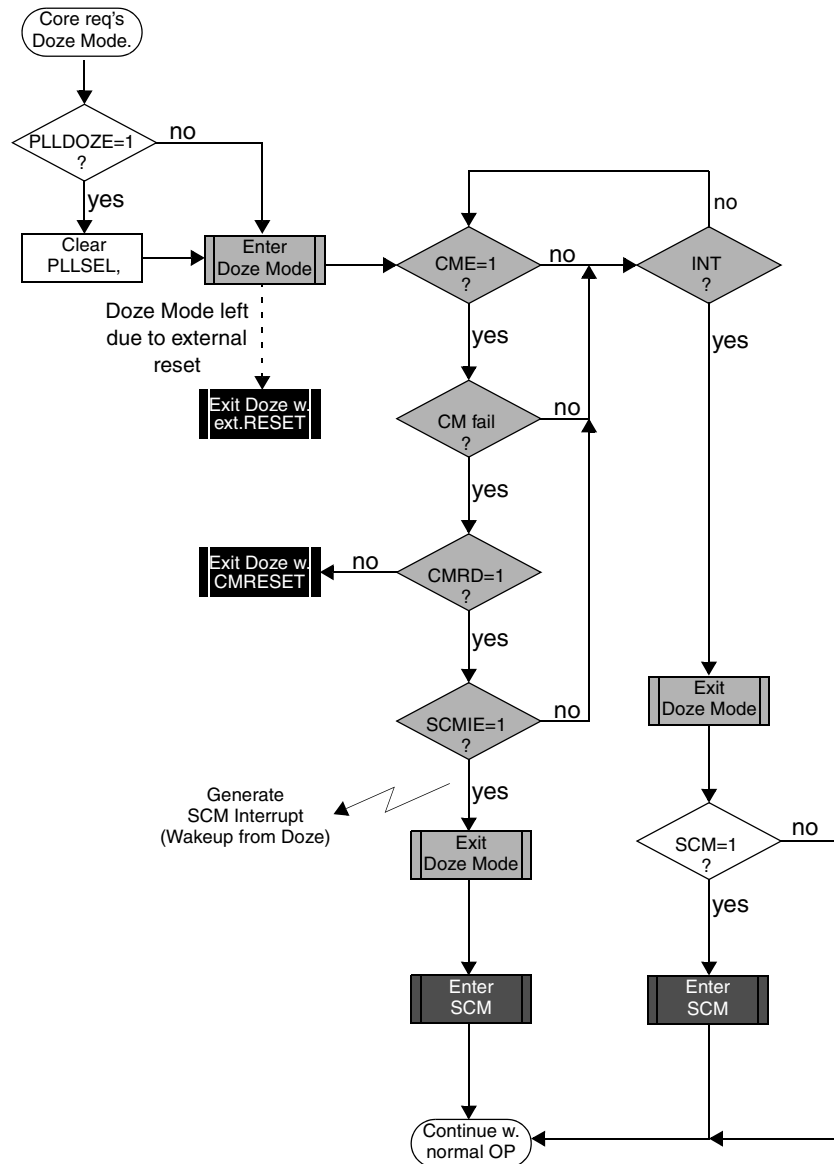 Core req's
Doze Mode.
PLLDOZE=1
?
no
yes
Clear
PLLSEL,
Enter
Doze Mode
Doze Mode left
due to external
reset
Exit Doze w.
ext.RESET
CME=1
?
no
yes
INT
?
no
yes
CM fail
?
no
yes
Exit Doze w.
CMRESET
no
CMRD=1
?
yes
SCMIE=1
?
no
yes
Generate
SCM Interrupt
(Wakeup from Doze)
Exit
Doze Mode
Enter
SCM
Exit
Doze Mode
SCM=1
?
no
yes
Enter
SCM
Continue w.
normal OP